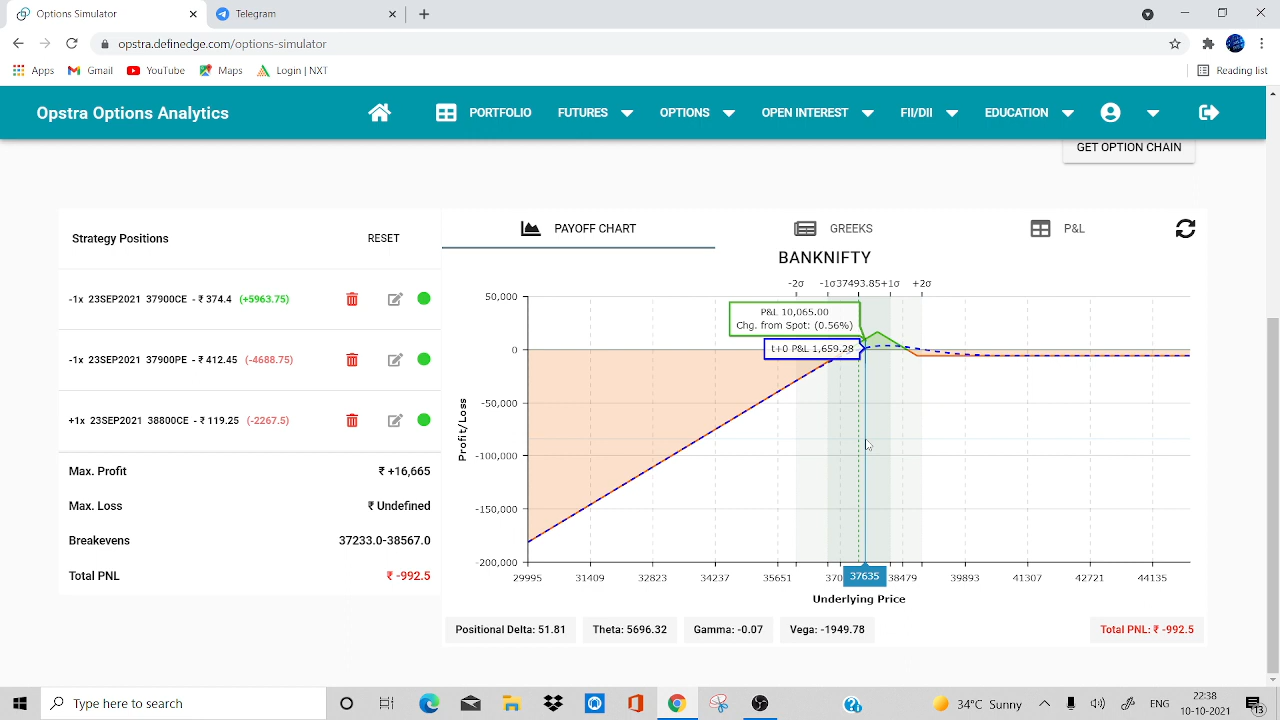 Options Simulator
Telegram
opstra.definedge.com/options-simulator
Apps Gmail YouTube Maps Login | NXT Reading list
Opstra Options Analytics PORTFOLIO FUTURES OPTIONS OPEN INTEREST FII/DII EDUCATION
GET OPTION CHAIN
Strategy Positions RESET
-1x 23SEP2021 37900CE - ₹ 374.4 (+5963.75)
-1x 23SEP2021 37900PE - ₹ 412.45 (-4688.75)
+1x 23SEP2021 38800CE - ₹ 119.25 (-2267.5)
Max. Profit ₹ +16,665
Max. Loss ₹ Undefined
Breakevens 37233.0-38567.0
Total PNL ₹ -992.5
PAYOFF CHART GREEKS P&L
BANKNIFTY
-2σ -1σ 37493.85 +1σ +2σ
P&L 10,065.00
Chg. from Spot: (0.56%)
t+0 P&L 1,659.28
50,000
0
-50,000
-100,000
-150,000
-200,000
Profit/Loss
29995 31409 32823 34237 35651 37635 38479 39893 41307 42721 44135
Underlying Price
Positional Delta: 51.81 Theta: 5696.32 Gamma: -0.07 Vega: -1949.78 Total PNL: ₹ -992.5
Type here to search
34°C Sunny ENG 22:38
10-10-2021
13